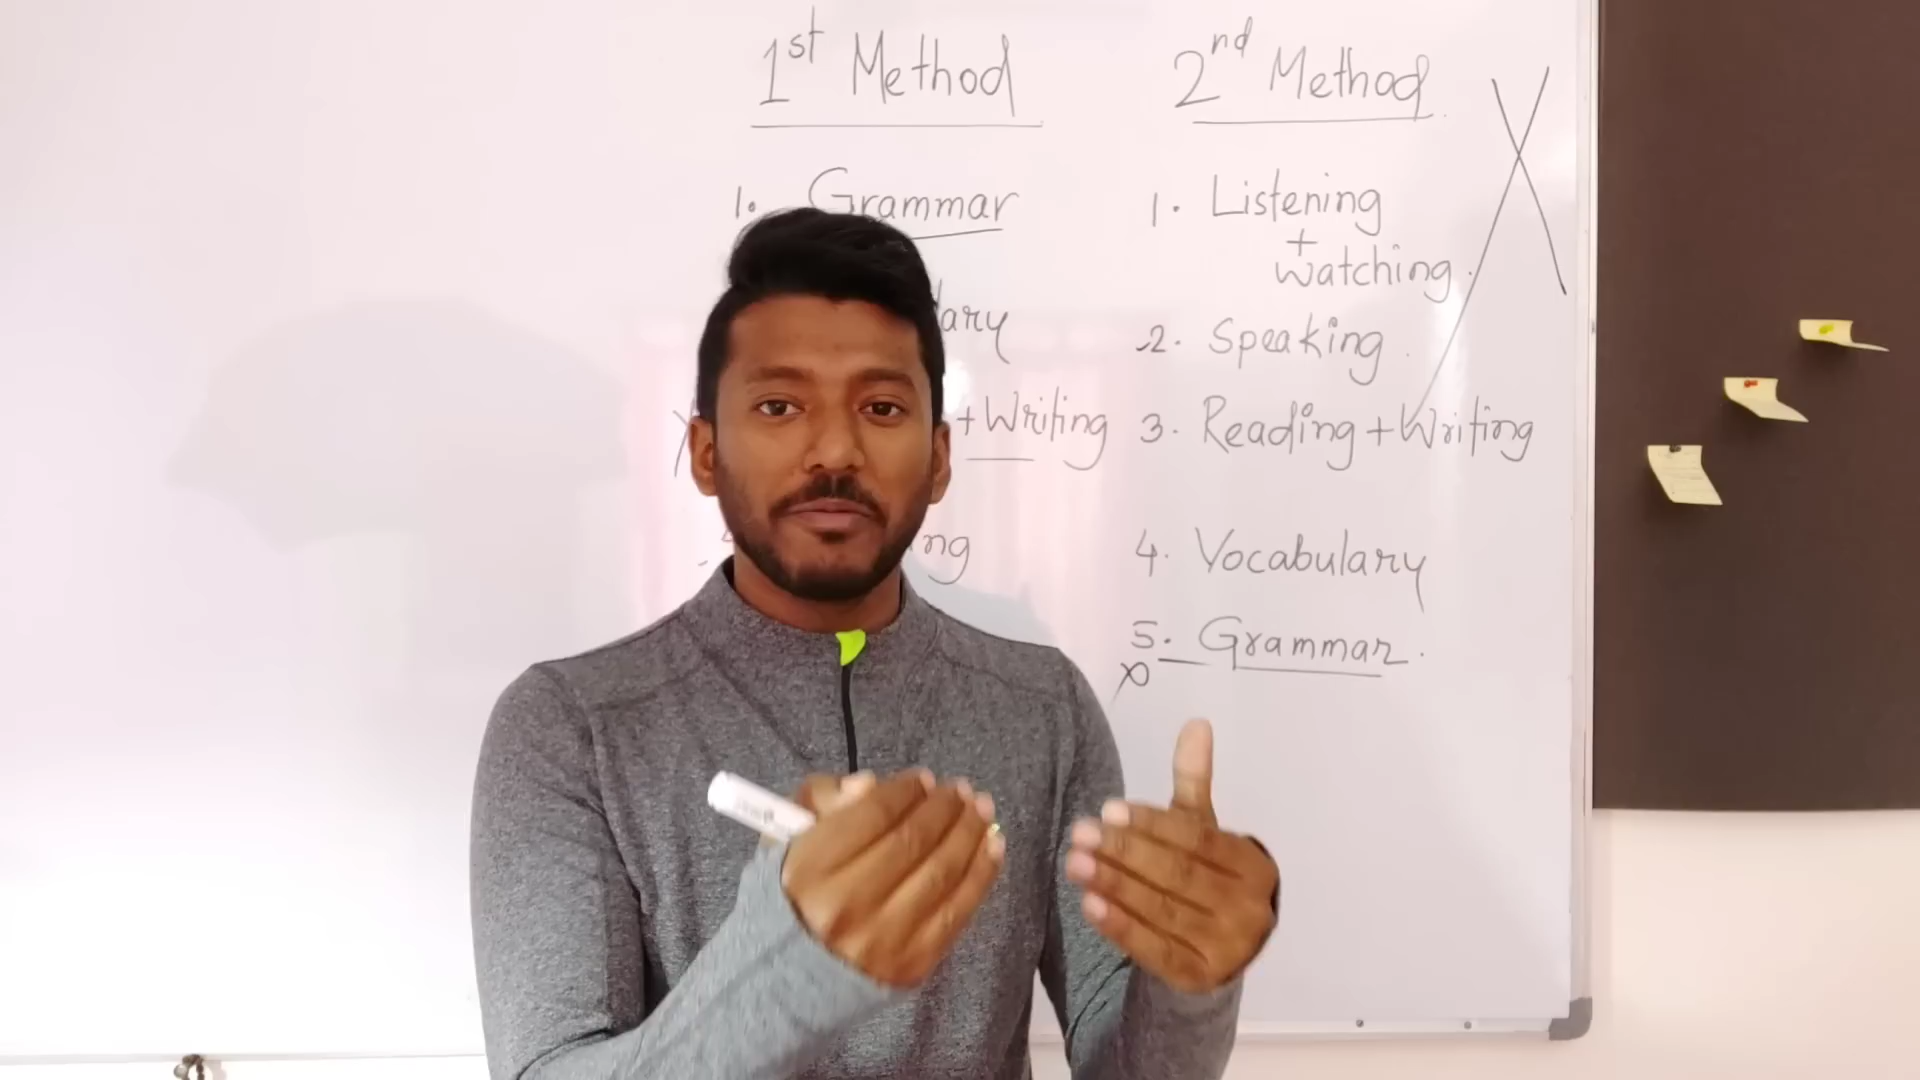 1st Method
1. Grammar
+ Writing
2nd Method
1. Listening
+
Watching
2. Speaking
3. Reading + Writing
4. Vocabulary
5. Grammar